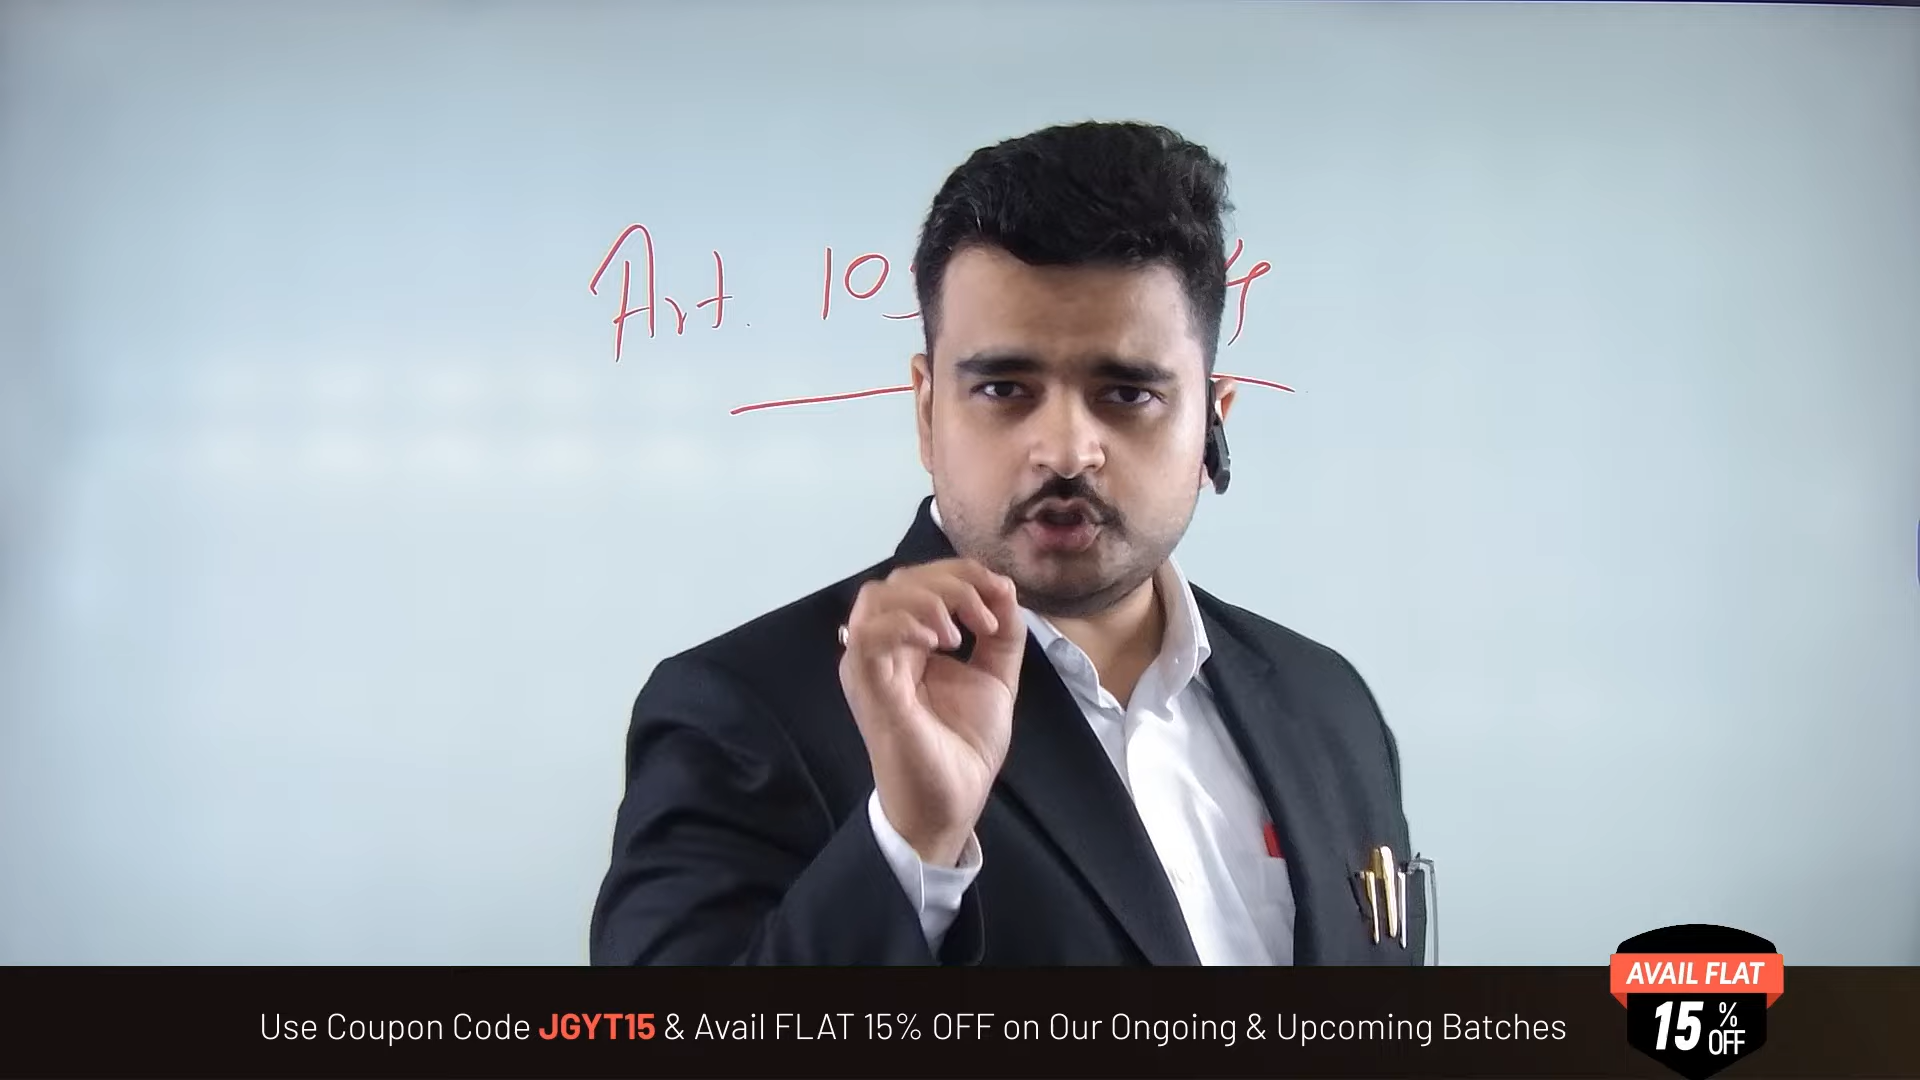 Art. 10
Use Coupon Code JGYT15 & Avail FLAT 15% OFF on Our Ongoing & Upcoming Batches
AVAIL FLAT
15 % OFF